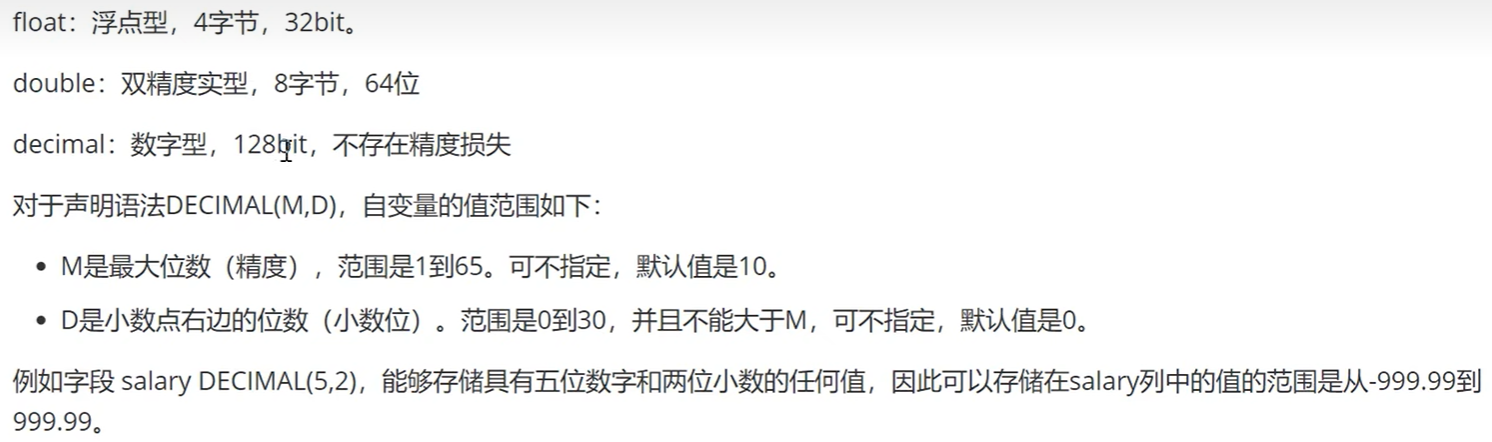 float：浮点型，4字节，32bit。
double：双精度实型，8字节，64位
decimal：数字型，128bit，不存在精度损失
对于声明语法DECIMAL(M,D)，自变量的值范围如下：
• M是最大位数（精度）, 范围是1到65。可不指定，默认值是10。
• D是小数点右边的位数（小数位）。范围是0到30，并且不能大于M，可不指定，默认值是0。
例如字段 salary DECIMAL(5,2)，能够存储具有五位数字和两位小数的任何值，因此可以存储在salary列中的值的范围是从-999.99到
999.99。